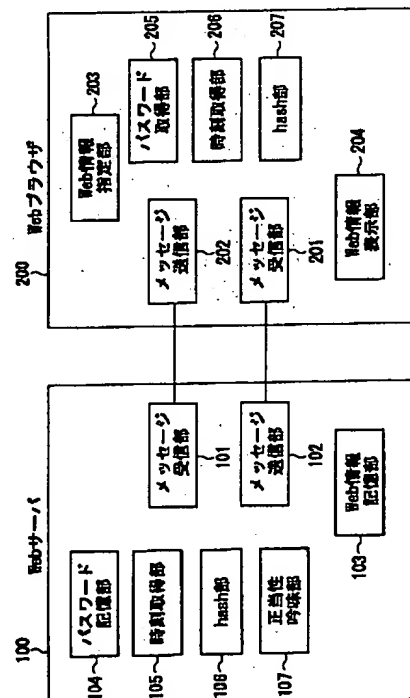 100
Webサーバ
パスワード
記憶部
104
時刻取得部
105
hash部
106
正当性
吟味部
107
メッセージ
受信部
101
メッセージ
送信部
102
Web情報
記憶部
103
200
Webブラウザ
Web情報
指定部
203
メッセージ
送信部
202
メッセージ
受信部
201
パスワード
取得部
205
時刻取得部
206
hash部
207
Web情報
表示部
204